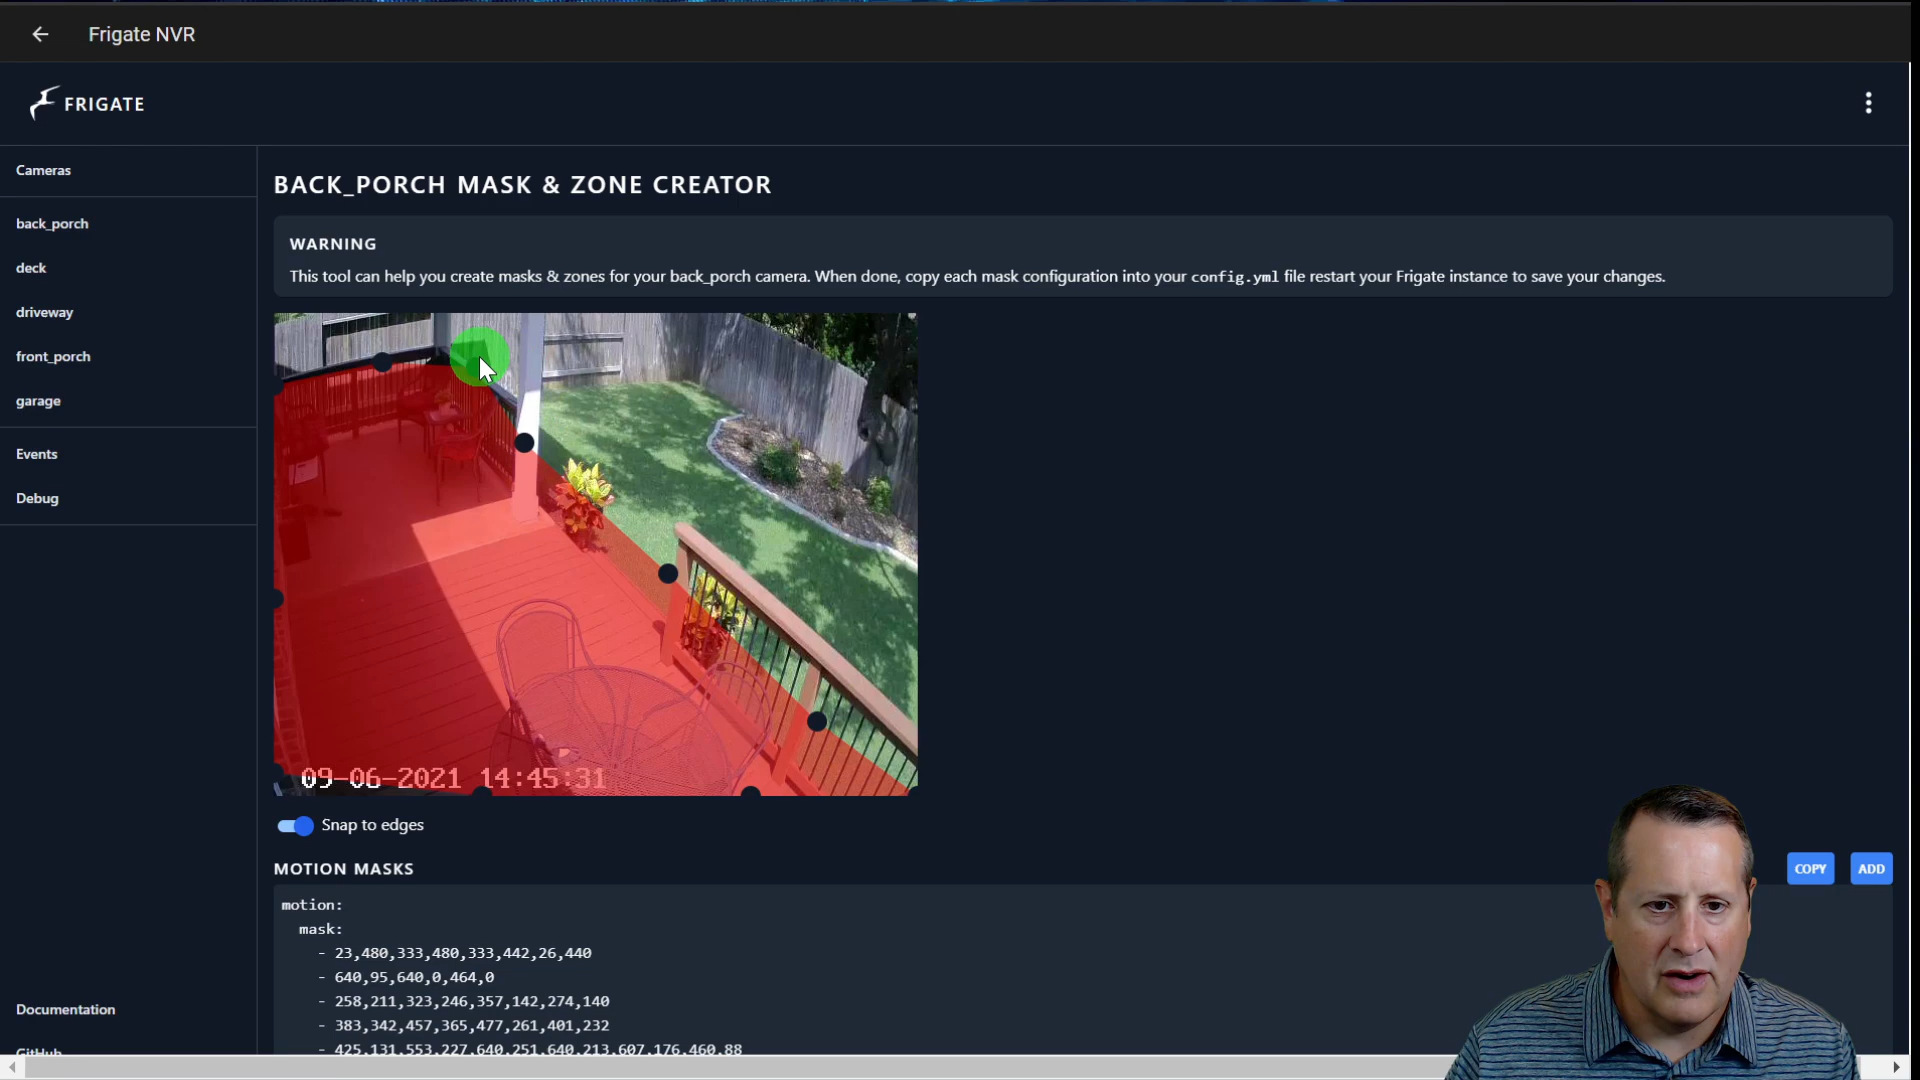 Frigate NVR
FRIGATE
Cameras
back_porch
deck
driveway
front_porch
garage
Events
Debug
Documentation
GitHub
BACK_PORCH MASK & ZONE CREATOR
WARNING
This tool can help you create masks & zones for your back_porch camera. When done, copy each mask configuration into your config.yml file restart your Frigate instance to save your changes.
09-06-2021 14:45:31
Snap to edges
MOTION MASKS
COPY
ADD
motion:
mask:
- 23,480,333,480,333,442,26,440
- 640,95,640,0,464,0
- 258,211,323,246,357,142,274,140
- 383,342,457,365,477,261,401,232
- 425,131,553,227,640,251,640,213,607,176,460,88